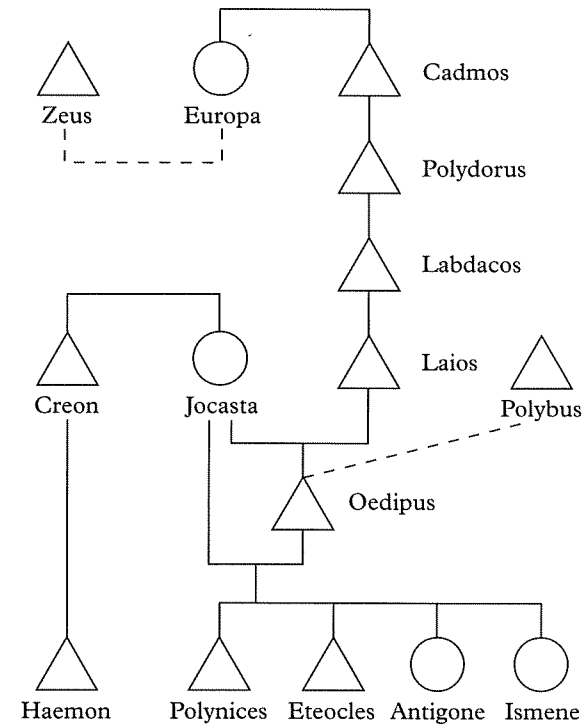 Zeus
Europa
Cadmos
Polydorus
Labdacos
Creon
Jocasta
Laios
Polybus
Oedipus
Haemon
Polynices
Eteocles
Antigone
Ismene